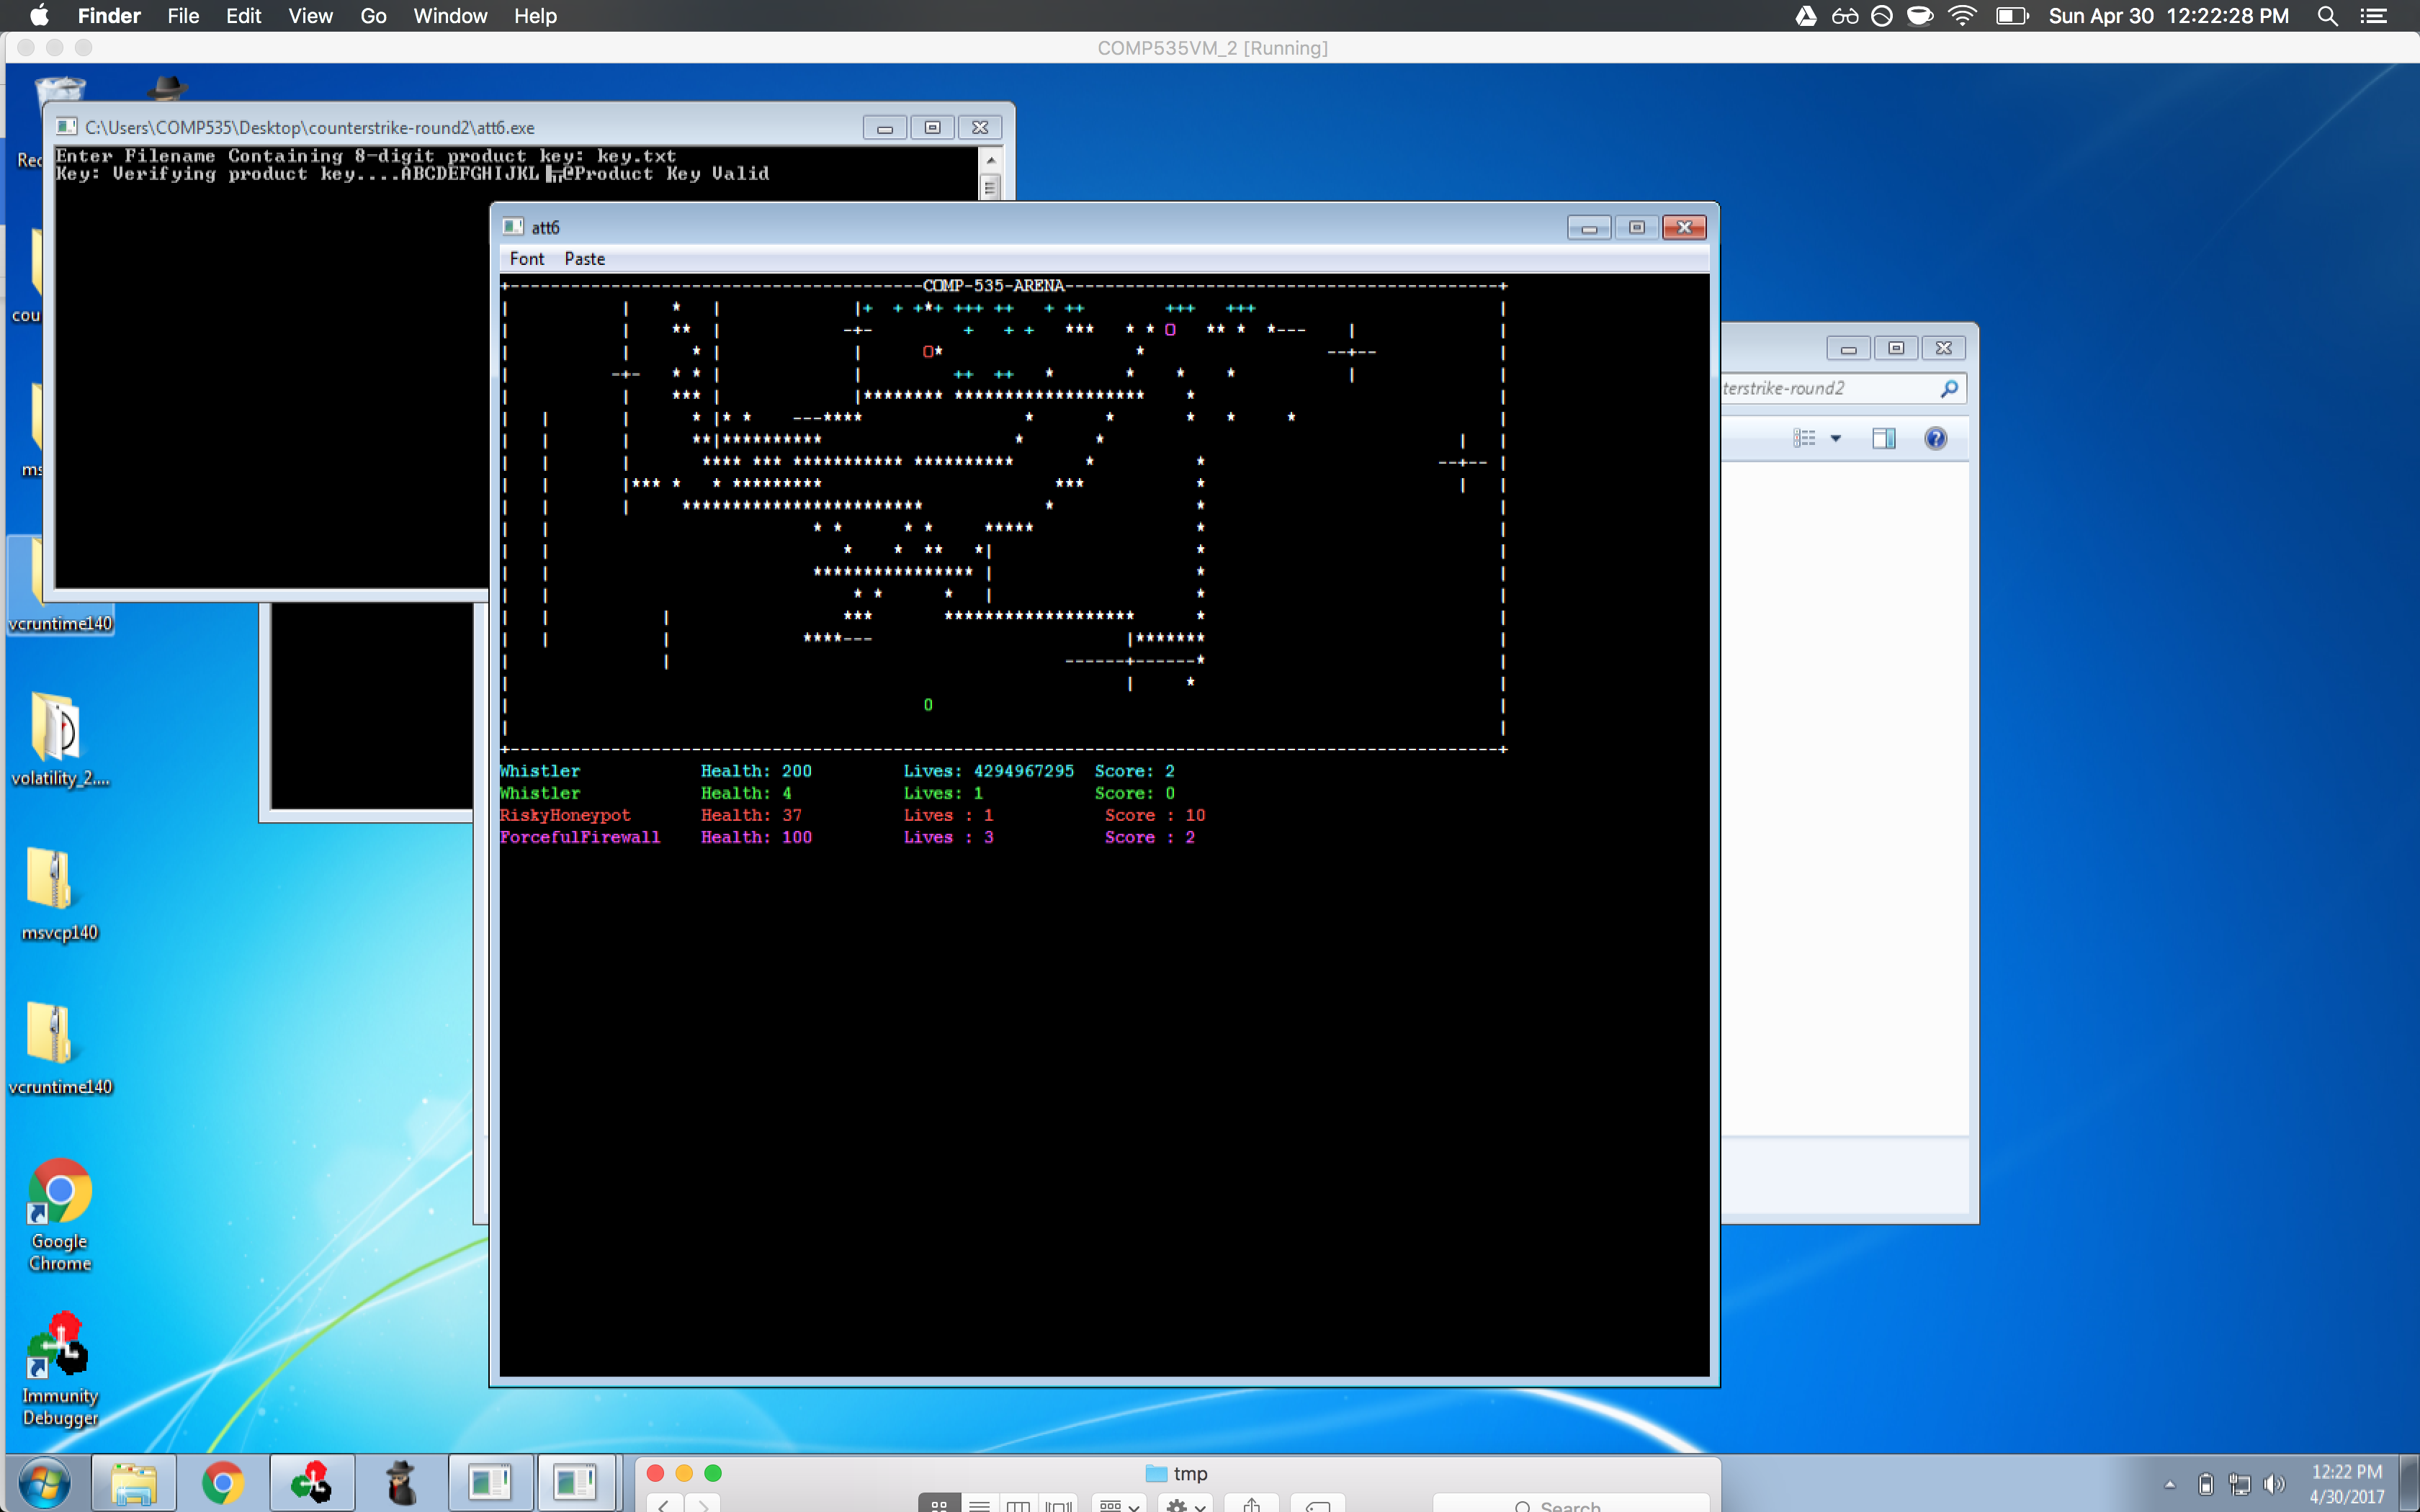 Finder File Edit View Go Window Help
Sun Apr 30 12:22:28 PM
COMP535VM_2 [Running]
C:\Users\COMP535\Desktop\counterstrike-round2\att6.exe
Enter Filename Containing 8-digit product key: key.txt
Key: Verifying product key....ABCDEFGHIJKL @Product Key Valid
att6
Font Paste
COMP-535-ARENA
Whistler Health: 200 Lives: 4294967295 Score: 2
Whistler Health: 4 Lives: 1 Score: 0
RiskyHoneypot Health: 37 Lives : 1 Score : 10
ForcefulFirewall Health: 100 Lives : 3 Score : 2
terstrike-round2
Rec
cou
ms
vcruntime140
volatility_2....
msvcp140
vcruntime140
Google
Chrome
Immunity
Debugger
tmp
Search
12:22 PM
4/30/2017